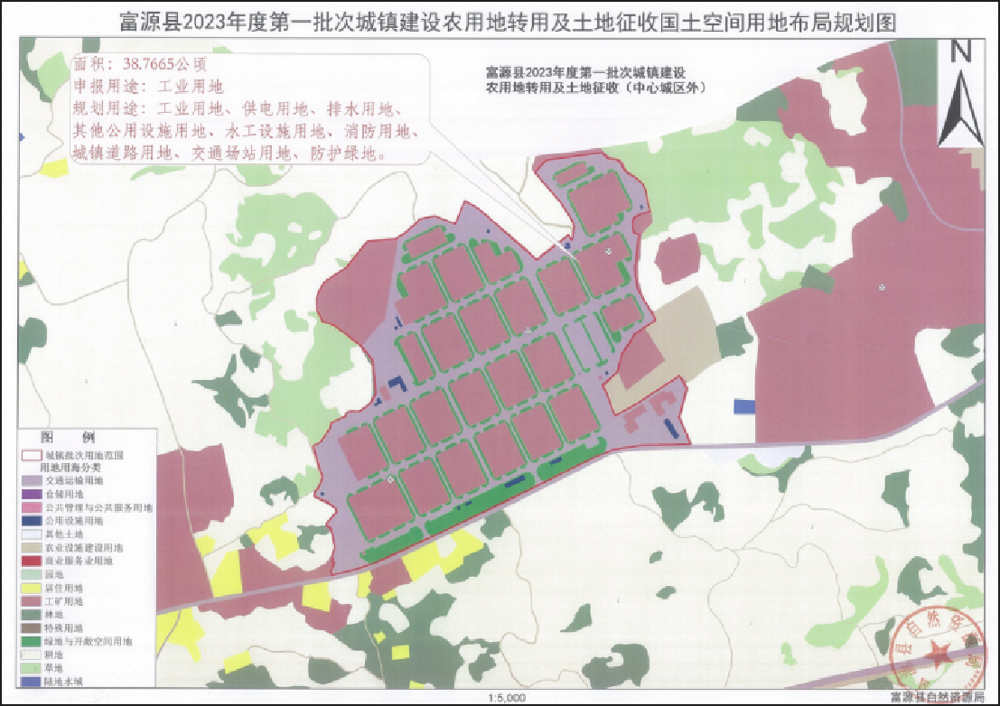 富源县2023年度第一批次城镇建设农用地转用及土地征收国土空间用地布局规划图
面积：38.7665公顷
申报用途：工业用地
规划用途：工业用地、供电用地、排水用地、
其他公用设施用地、水工设施用地、消防用地、
城镇道路用地、交通场站用地、防护绿地。
富源县2023年度第一批次城镇建设
农用地转用及土地征收（中心城区外）
N
图 例
城镇批次用地范围
用地用海分类
交通运输用地
仓储用地
公共管理与公共服务用地
公用设施用地
其他土地
农业设施建设用地
商业服务业用地
园地
居住用地
工矿用地
林地
特殊用地
绿地与开敞空间用地
耕地
草地
陆地水域
1:5,000
富源县自然资源局